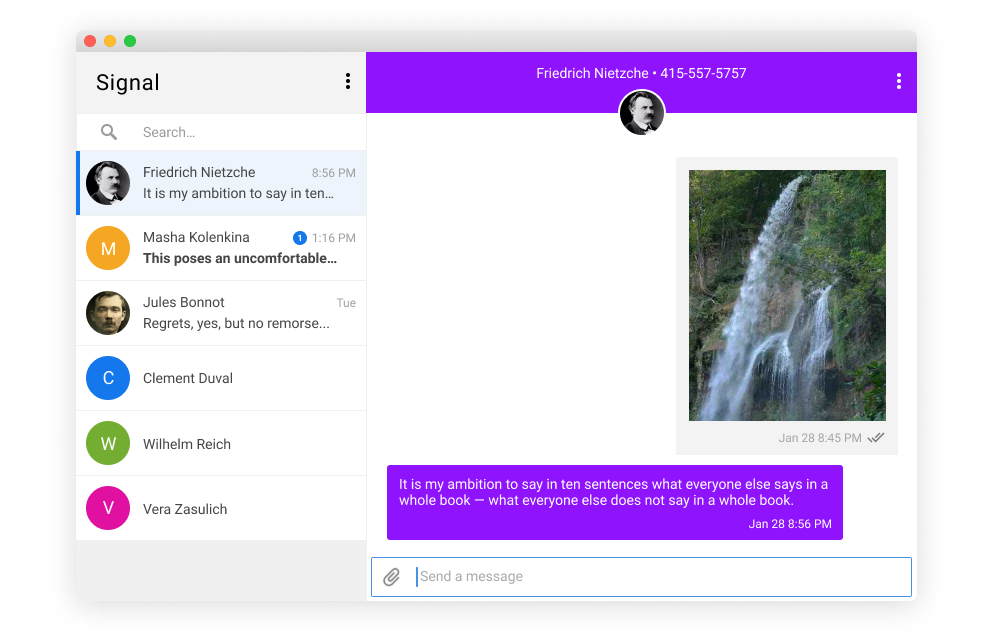 Signal
Search...
Friedrich Nietzche 8:56 PM
It is my ambition to say in ten...
M
Masha Kolenkina 1 1:16 PM
This poses an uncomfortable...
Jules Bonnot Tue
Regrets, yes, but no remorse...
C
Clement Duval
W
Wilhelm Reich
V
Vera Zasulich
Friedrich Nietzche • 415-557-5757
Jan 28 8:45 PM
It is my ambition to say in ten sentences what everyone else says in a
whole book — what everyone else does not say in a whole book.
Jan 28 8:56 PM
Send a message